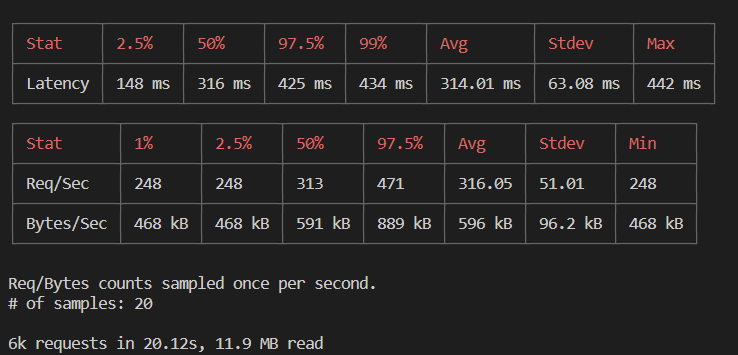 Stat 2.5% 50% 97.5% 99% Avg Stdev Max
Latency 148 ms 316 ms 425 ms 434 ms 314.01 ms 63.08 ms 442 ms
Stat 1% 2.5% 50% 97.5% Avg Stdev Min
Req/Sec 248 248 313 471 316.05 51.01 248
Bytes/Sec 468 kB 468 kB 591 kB 889 kB 596 kB 96.2 kB 468 kB
Req/Bytes counts sampled once per second.
# of samples: 20
6k requests in 20.12s, 11.9 MB read